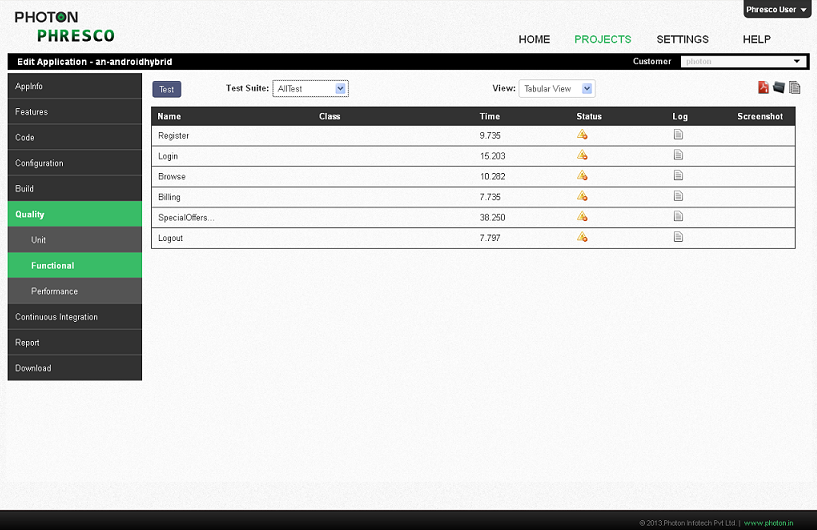 Phresco User
PHOTON
PHRESCO
HOME PROJECTS SETTINGS HELP
Edit Application - an-androidhybrid Customer photon
AppInfo
Features
Code
Configuration
Build
Quality
Unit
Functional
Performance
Continuous Integration
Report
Download
Test Test Suite: AllTest View: Tabular View
Name Class Time Status Log Screenshot
Register 9.735
Login 15.203
Browse 10.282
Billing 7.735
SpecialOffers... 38.250
Logout 7.797
© 2013.Photon Infotech Pvt Ltd. | www.photon.in